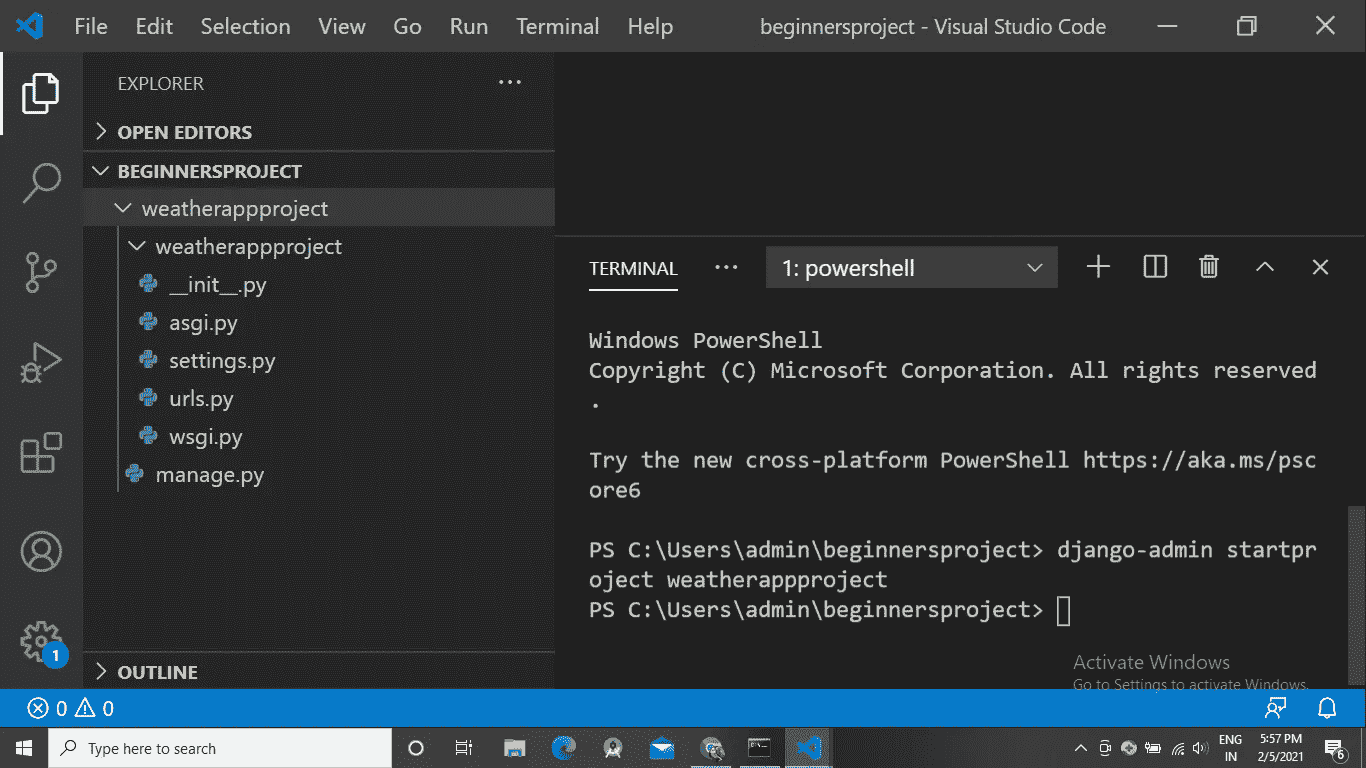 File Edit Selection View Go Run Terminal Help beginnersproject - Visual Studio Code
EXPLORER
OPEN EDITORS
BEGINNERSPROJECT
weatherappproject
weatherappproject
__init__.py
asgi.py
settings.py
urls.py
wsgi.py
manage.py
OUTLINE
1
TERMINAL 1: powershell
Windows PowerShell
Copyright (C) Microsoft Corporation. All rights reserved
.
Try the new cross-platform PowerShell https://aka.ms/psc
ore6
PS C:\Users\admin\beginnersproject> django-admin startpr
oject weatherappproject
PS C:\Users\admin\beginnersproject>
Activate Windows
Go to Settings to activate Windows.
0 0
Type here to search
ENG
IN
5:57 PM
2/5/2021
6